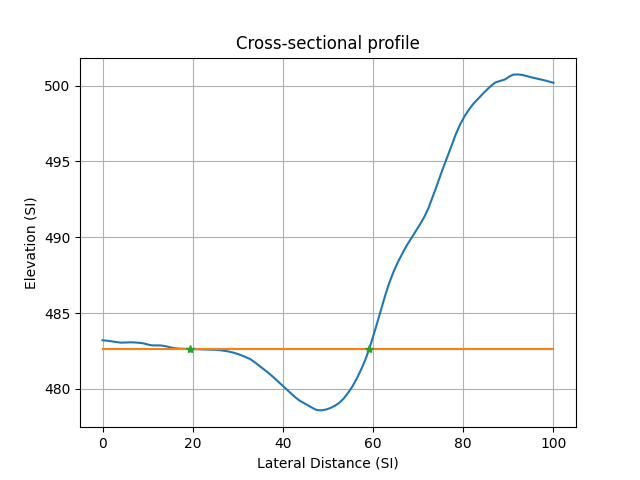 Cross-sectional profile
500
495
490
485
480
Elevation (SI)
0 20 40 60 80 100
Lateral Distance (SI)